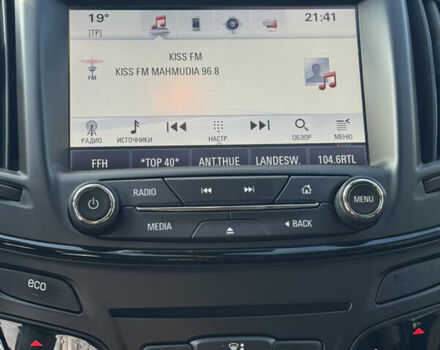 19°
21:41
[TP]
KISS FM
FM
KISS FM MAHMUDIA 96.8
РАДИО
ИСТОЧНИКИ
НАСТР.
ОБЗОР
МЕНЮ
FFH
*TOP 40*
ANT.THUE
LANDESW.
104.6RTL
RADIO
MENU
MEDIA
BACK
eco